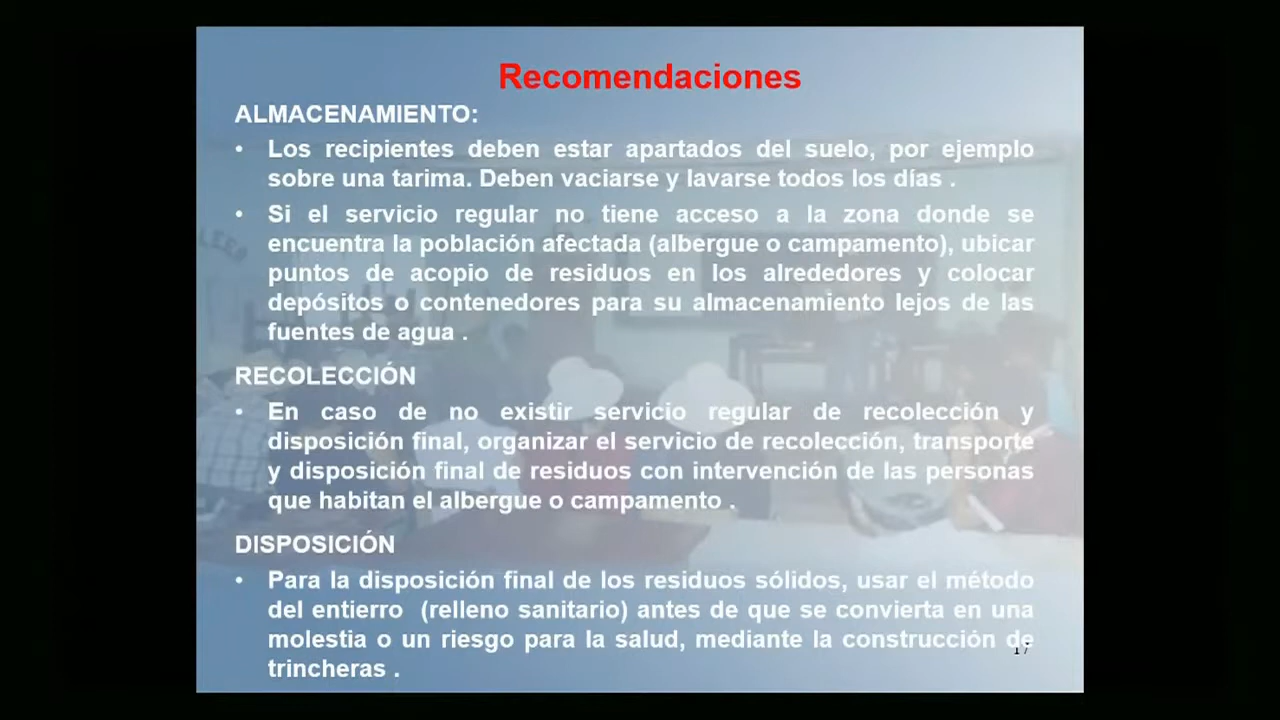 Recomendaciones
ALMACENAMIENTO:
• Los recipientes deben estar apartados del suelo, por ejemplo
sobre una tarima. Deben vaciarse y lavarse todos los días .
• Si el servicio regular no tiene acceso a la zona donde se
encuentra la población afectada (albergue o campamento), ubicar
puntos de acopio de residuos en los alrededores y colocar
depósitos o contenedores para su almacenamiento lejos de las
fuentes de agua .
RECOLECCIÓN
• En caso de no existir servicio regular de recolección y
disposición final, organizar el servicio de recolección, transporte
y disposición final de residuos con intervención de las personas
que habitan el albergue o campamento .
DISPOSICIÓN
• Para la disposición final de los residuos sólidos, usar el método
del entierro (relleno sanitario) antes de que se convierta en una
molestia o un riesgo para la salud, mediante la construcción de
trincheras .
17